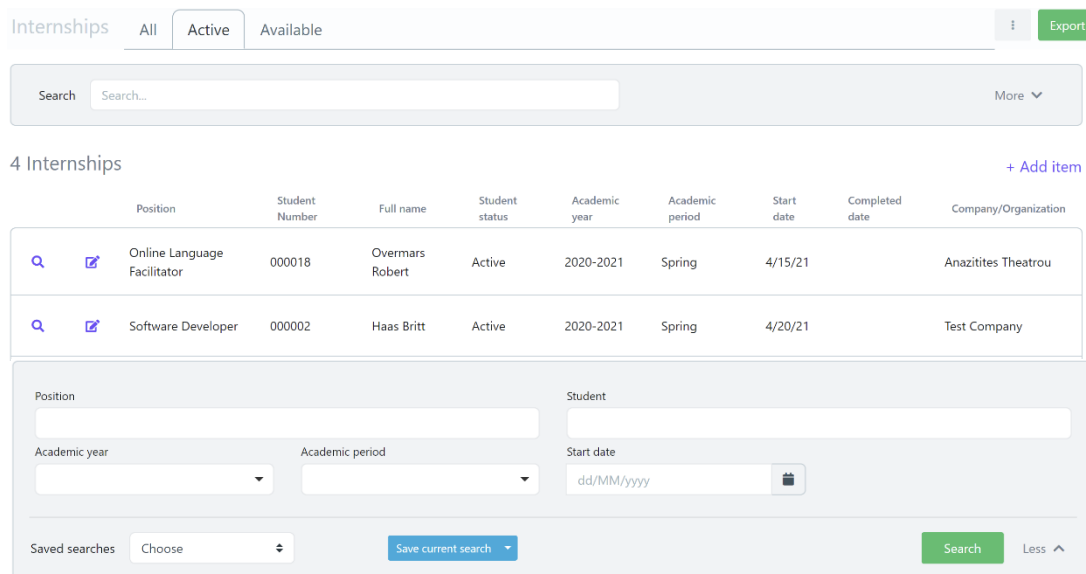 Internships All Active Available Export
Search Search... More
4 Internships + Add item
Position Student Number Full name Student status Academic year Academic period Start date Completed date Company/Organization
Online Language Facilitator 000018 Overmars Robert Active 2020-2021 Spring 4/15/21 Anazitites Theatrou
Software Developer 000002 Haas Britt Active 2020-2021 Spring 4/20/21 Test Company
Position Student
Academic year Academic period Start date
dd/MM/yyyy
Saved searches Choose Save current search Search Less